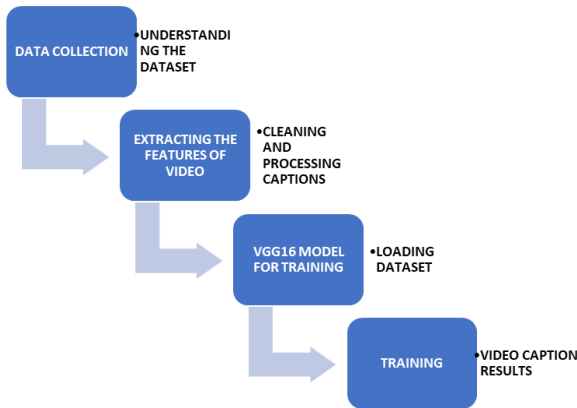 DATA COLLECTION
•UNDERSTANDI
NG THE
DATASET
EXTRACTING THE
FEATURES OF
VIDEO
•CLEANING
AND
PROCESSING
CAPTIONS
VGG16 MODEL
FOR TRAINING
•LOADING
DATASET
TRAINING
•VIDEO CAPTION
RESULTS